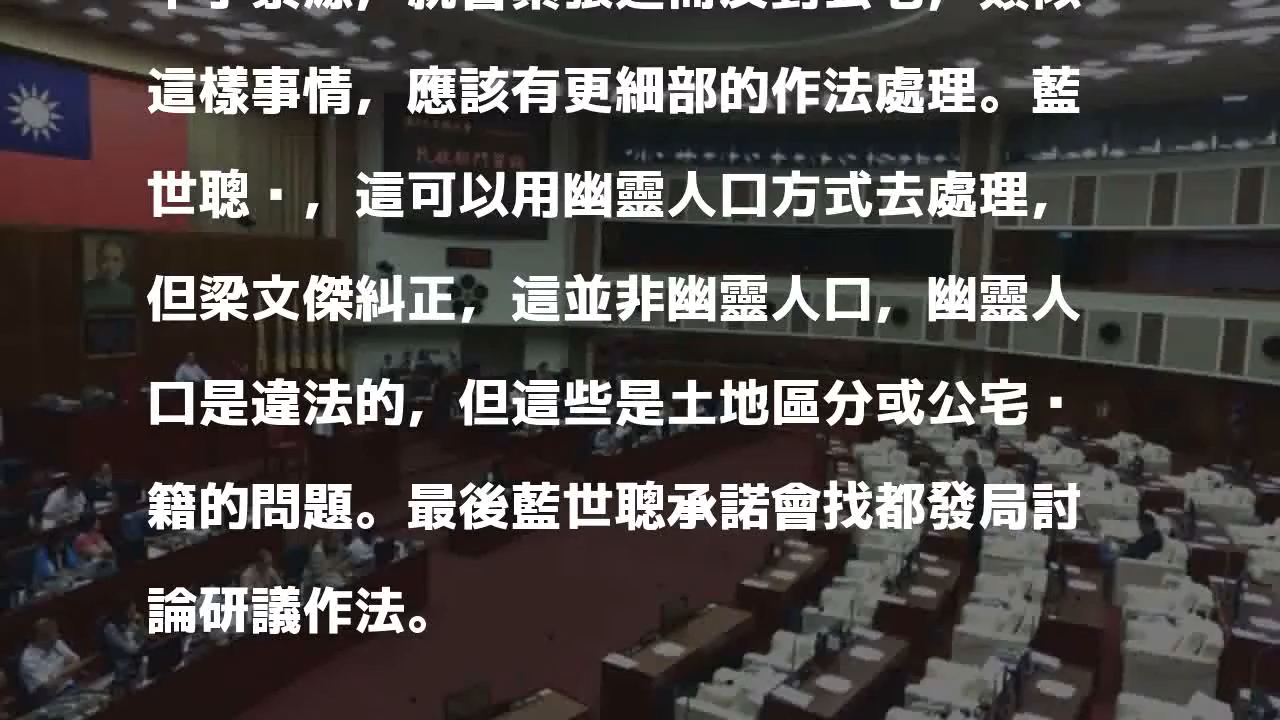 這樣事情，應該有更細部的作法處理。藍
世聰·，這可以用幽靈人口方式去處理，
但梁文傑糾正，這並非幽靈人口，幽靈人
口是違法的，但這些是土地區分或公宅·
籍的問題。最後藍世聰承諾會找都發局討
論研議作法。